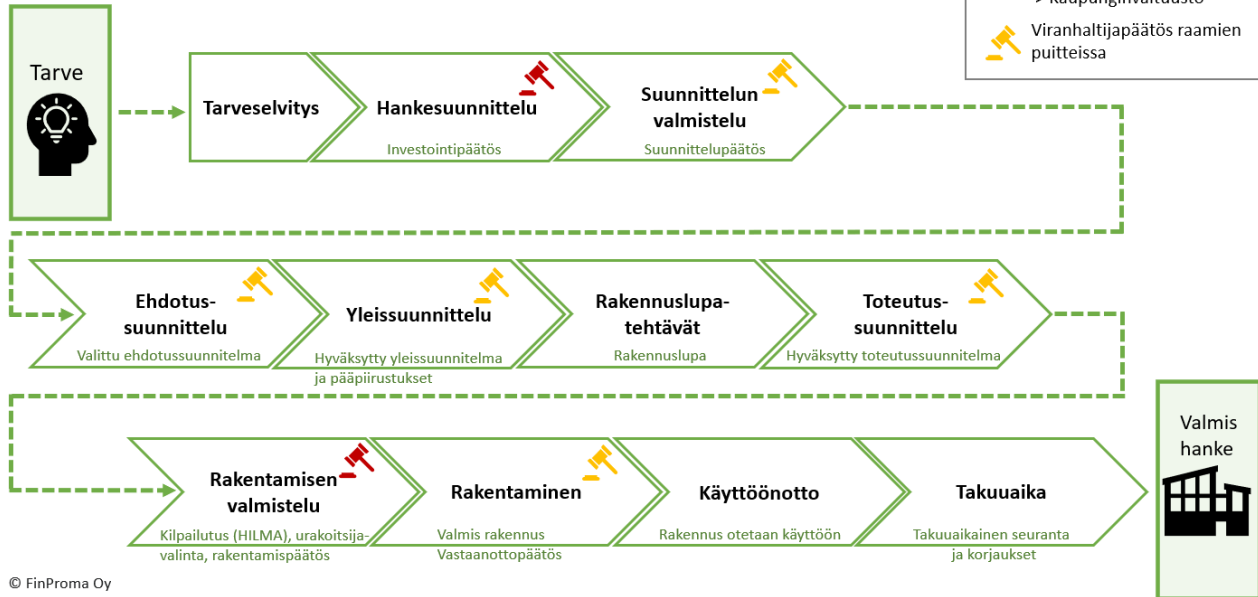 > Kaupunginvaltuusto
Viranhaltijapäätös raamien
puitteissa
Tarve
Tarveselvitys
Hankesuunnittelu
Investointipäätös
Suunnittelun
valmistelu
Suunnittelupäätös
Ehdotus-
suunnittelu
Valittu ehdotussuunnitelma
Yleissuunnittelu
Hyväksytty yleissuunnitelma
ja pääpiirustukset
Rakennuslupa-
tehtävät
Rakennuslupa
Toteutus-
suunnittelu
Hyväksytty toteutussuunnitelma
Rakentamisen
valmistelu
Kilpailutus (HILMA), urakoitsija-
valinta, rakentamispäätös
Rakentaminen
Valmis rakennus
Vastaanottopäätös
Käyttöönotto
Rakennus otetaan käyttöön
Takuuaika
Takuuaikainen seuranta
ja korjaukset
Valmis
hanke
© FinProma Oy